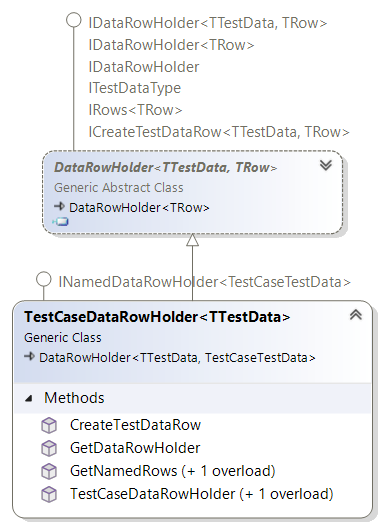 IDataRowHolder<TTestData, TRow>
IDataRowHolder<TRow>
IDataRowHolder
ITestDataType
IRows<TRow>
ICreateTestDataRow<TTestData, TRow>
DataRowHolder<TTestData, TRow>
Generic Abstract Class
DataRowHolder<TRow>
INamedDataRowHolder<TestCaseTestData>
TestCaseDataRowHolder<TTestData>
Generic Class
DataRowHolder<TTestData, TestCaseTestData>
Methods
CreateTestDataRow
GetDataRowHolder
GetNamedRows (+ 1 overload)
TestCaseDataRowHolder (+ 1 overload)